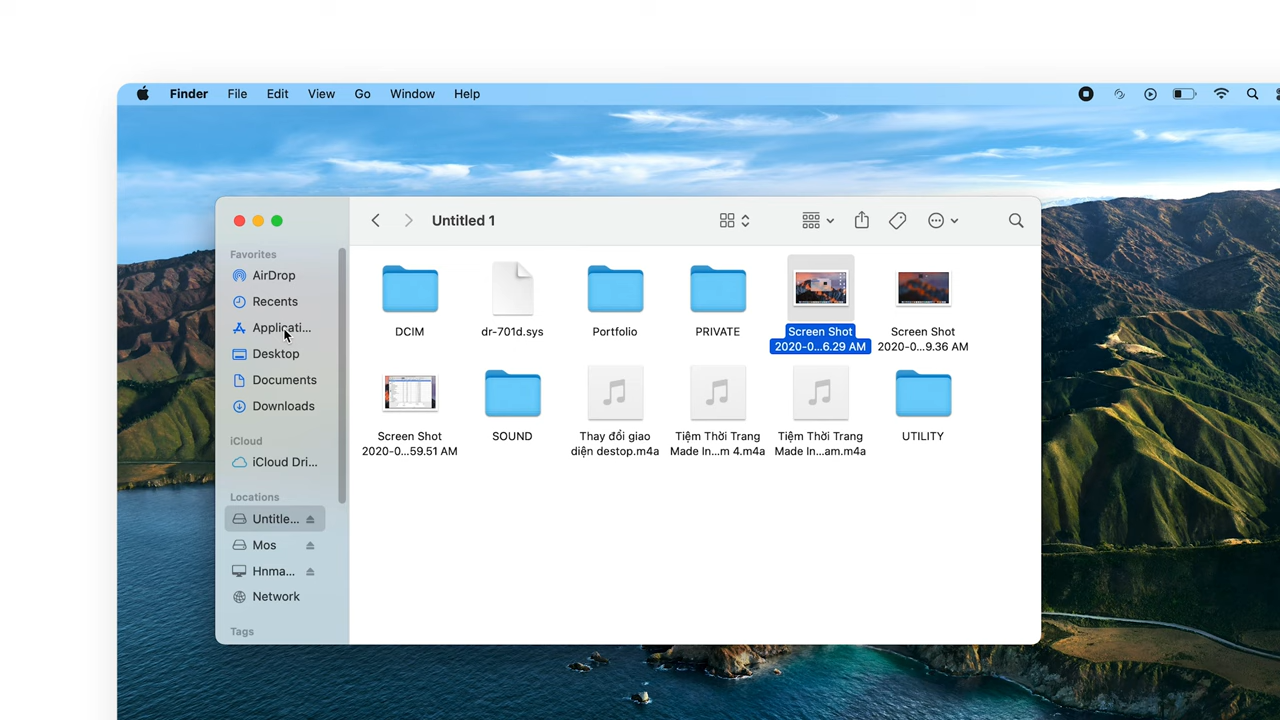 Finder File Edit View Go Window Help
Untitled 1
Favorites
AirDrop
Recents
Applicati...
Desktop
Documents
Downloads
iCloud
iCloud Dri...
Locations
Untitle...
Mos
Hnma...
Network
Tags
DCIM
dr-701d.sys
Portfolio
PRIVATE
Screen Shot
2020-0...6.29 AM
Screen Shot
2020-0...9.36 AM
Screen Shot
2020-0...59.51 AM
SOUND
Thay đổi giao
diện destop.m4a
Tiệm Thời Trang
Made In...m 4.m4a
Tiệm Thời Trang
Made In...am.m4a
UTILITY